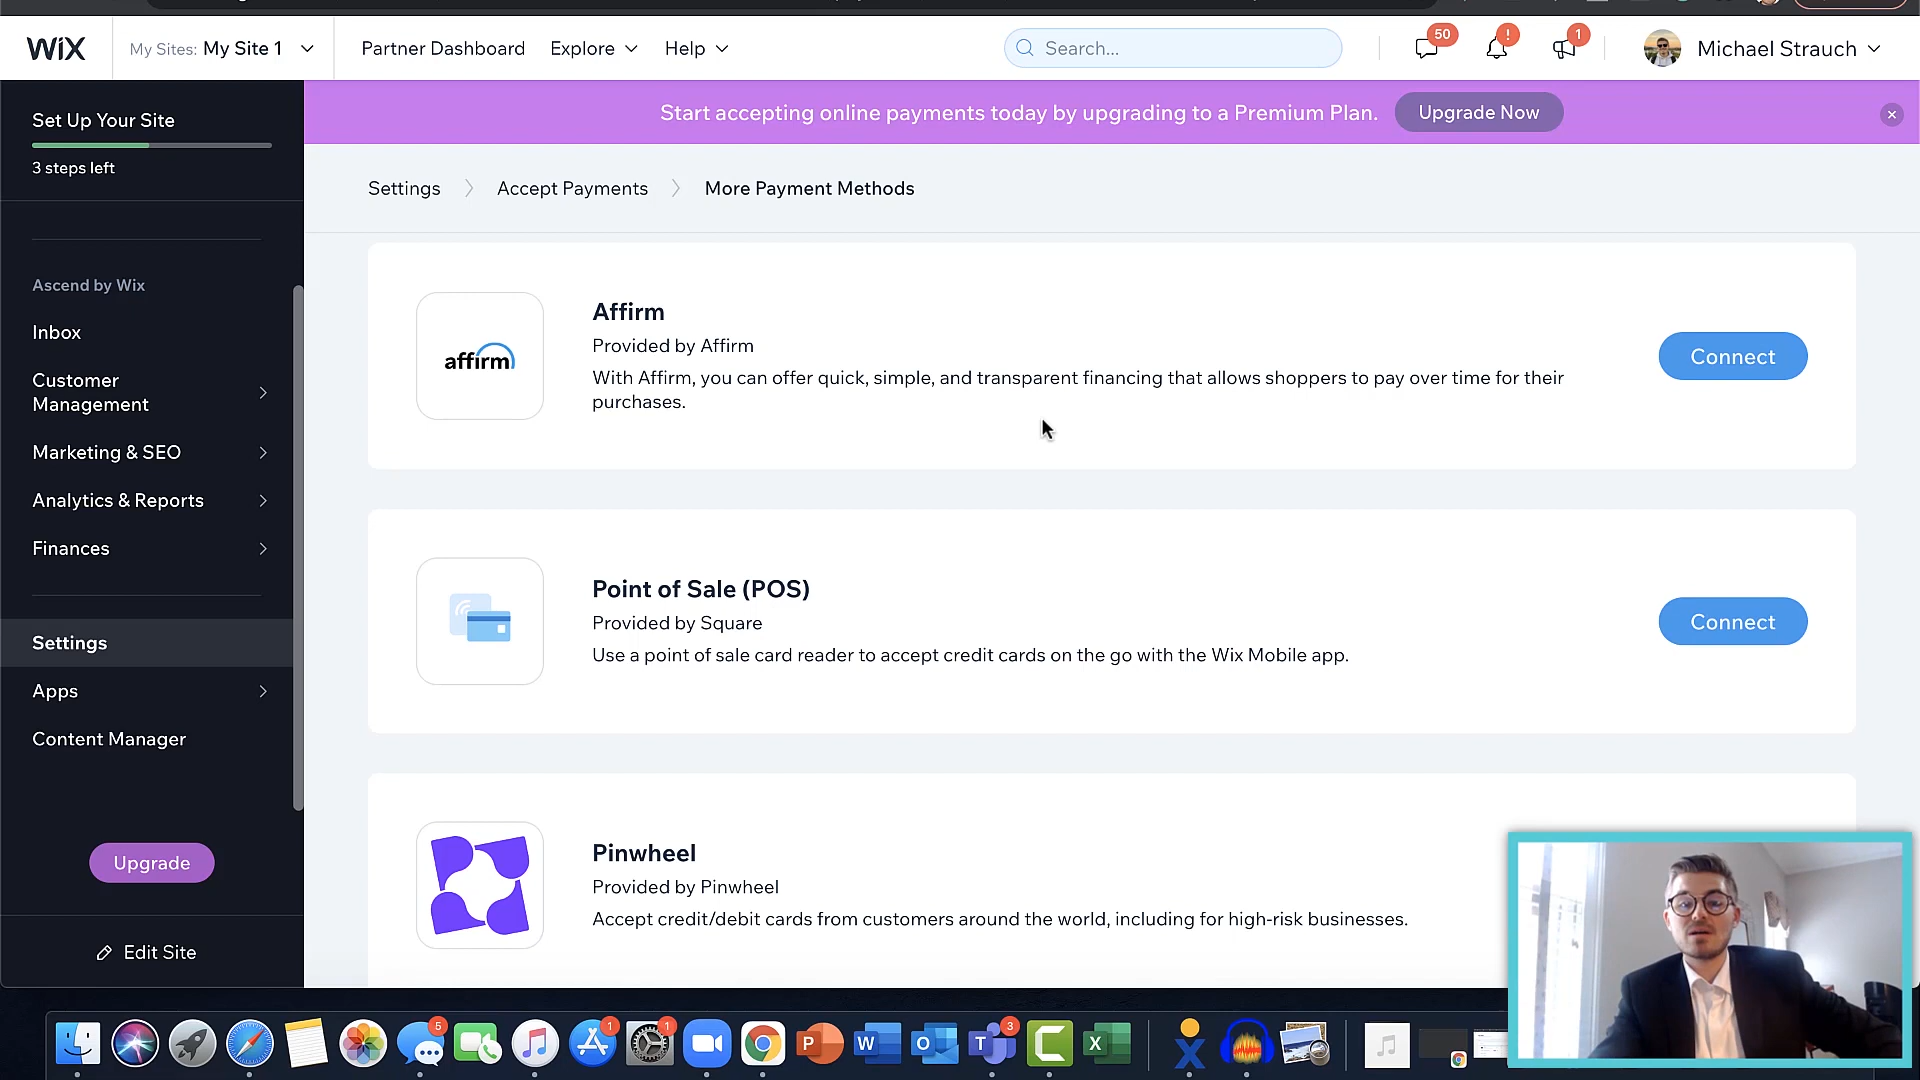 WiX
My Sites: My Site 1
Partner Dashboard
Explore
Help
Search...
50
!
1
Michael Strauch
Set Up Your Site
3 steps left
Start accepting online payments today by upgrading to a Premium Plan.
Upgrade Now
Settings
Accept Payments
More Payment Methods
Ascend by Wix
Inbox
Customer
Management
Marketing & SEO
Analytics & Reports
Finances
Settings
Apps
Content Manager
Upgrade
Edit Site
affirm
Affirm
Provided by Affirm
With Affirm, you can offer quick, simple, and transparent financing that allows shoppers to pay over time for their
purchases.
Connect
Point of Sale (POS)
Provided by Square
Use a point of sale card reader to accept credit cards on the go with the Wix Mobile app.
Connect
Pinwheel
Provided by Pinwheel
Accept credit/debit cards from customers around the world, including for high-risk businesses.
5
1
1
P
W
O
T
3
C
X